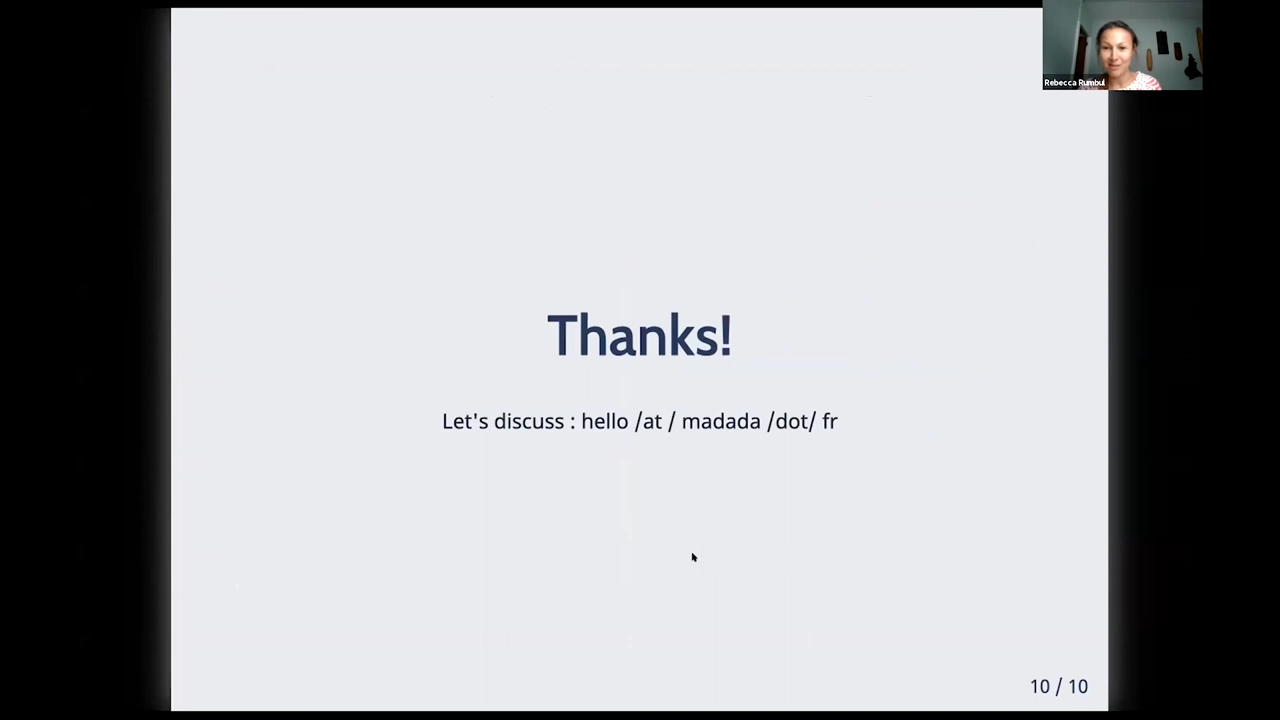 Rebecca Rumbul
Thanks!
Let's discuss : hello /at / madada /dot/ fr
10 / 10